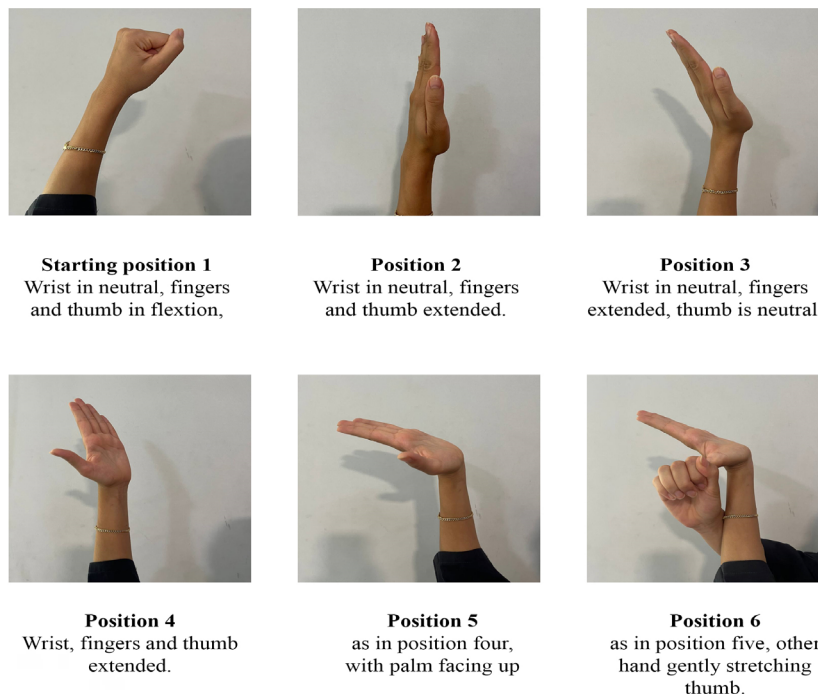 Starting position 1
Wrist in neutral, fingers
and thumb in flextion,
Position 2
Wrist in neutral, fingers
and thumb extended.
Position 3
Wrist in neutral, fingers
extended, thumb is neutral
Position 4
Wrist, fingers and thumb
extended.
Position 5
as in position four,
with palm facing up
Position 6
as in position five, other
hand gently stretching
thumb.